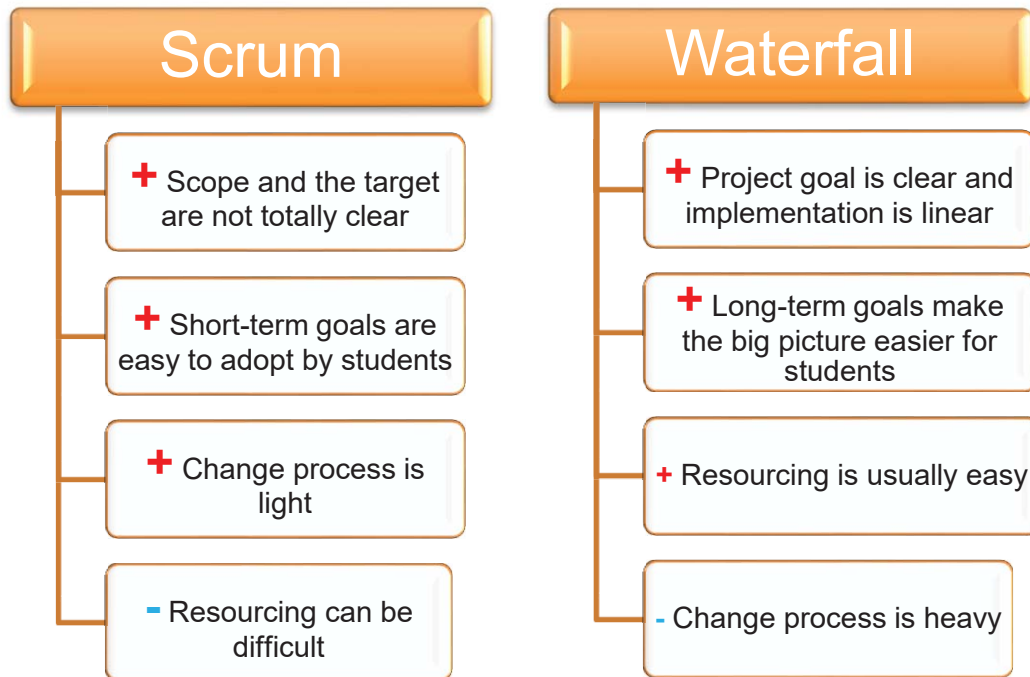 Scrum
+ Scope and the target
are not totally clear
+ Short-term goals are
easy to adopt by students
+ Change process is
light
- Resourcing can be
difficult
Waterfall
+ Project goal is clear and
implementation is linear
+ Long-term goals make
the big picture easier for
students
+ Resourcing is usually easy
- Change process is heavy